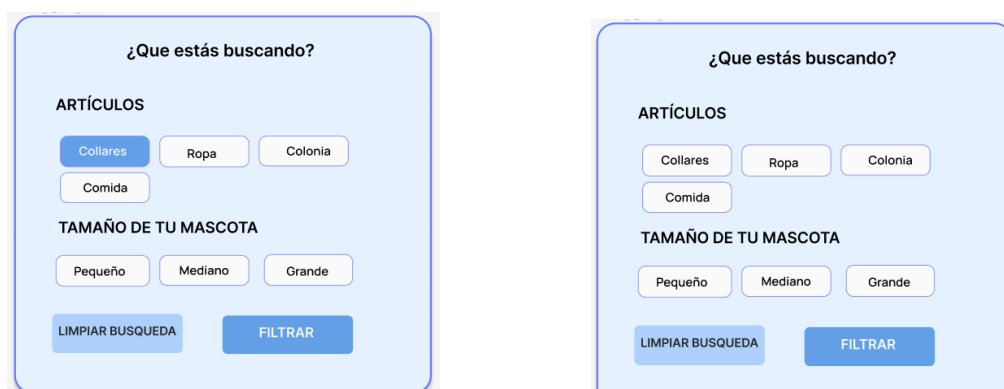 ¿Que estás buscando?
ARTÍCULOS
Collares Ropa Colonia
Comida
TAMAÑO DE TU MASCOTA
Pequeño Mediano Grande
LIMPIAR BUSQUEDA FILTRAR
¿Que estás buscando?
ARTÍCULOS
Collares Ropa Colonia
Comida
TAMAÑO DE TU MASCOTA
Pequeño Mediano Grande
LIMPIAR BUSQUEDA FILTRAR